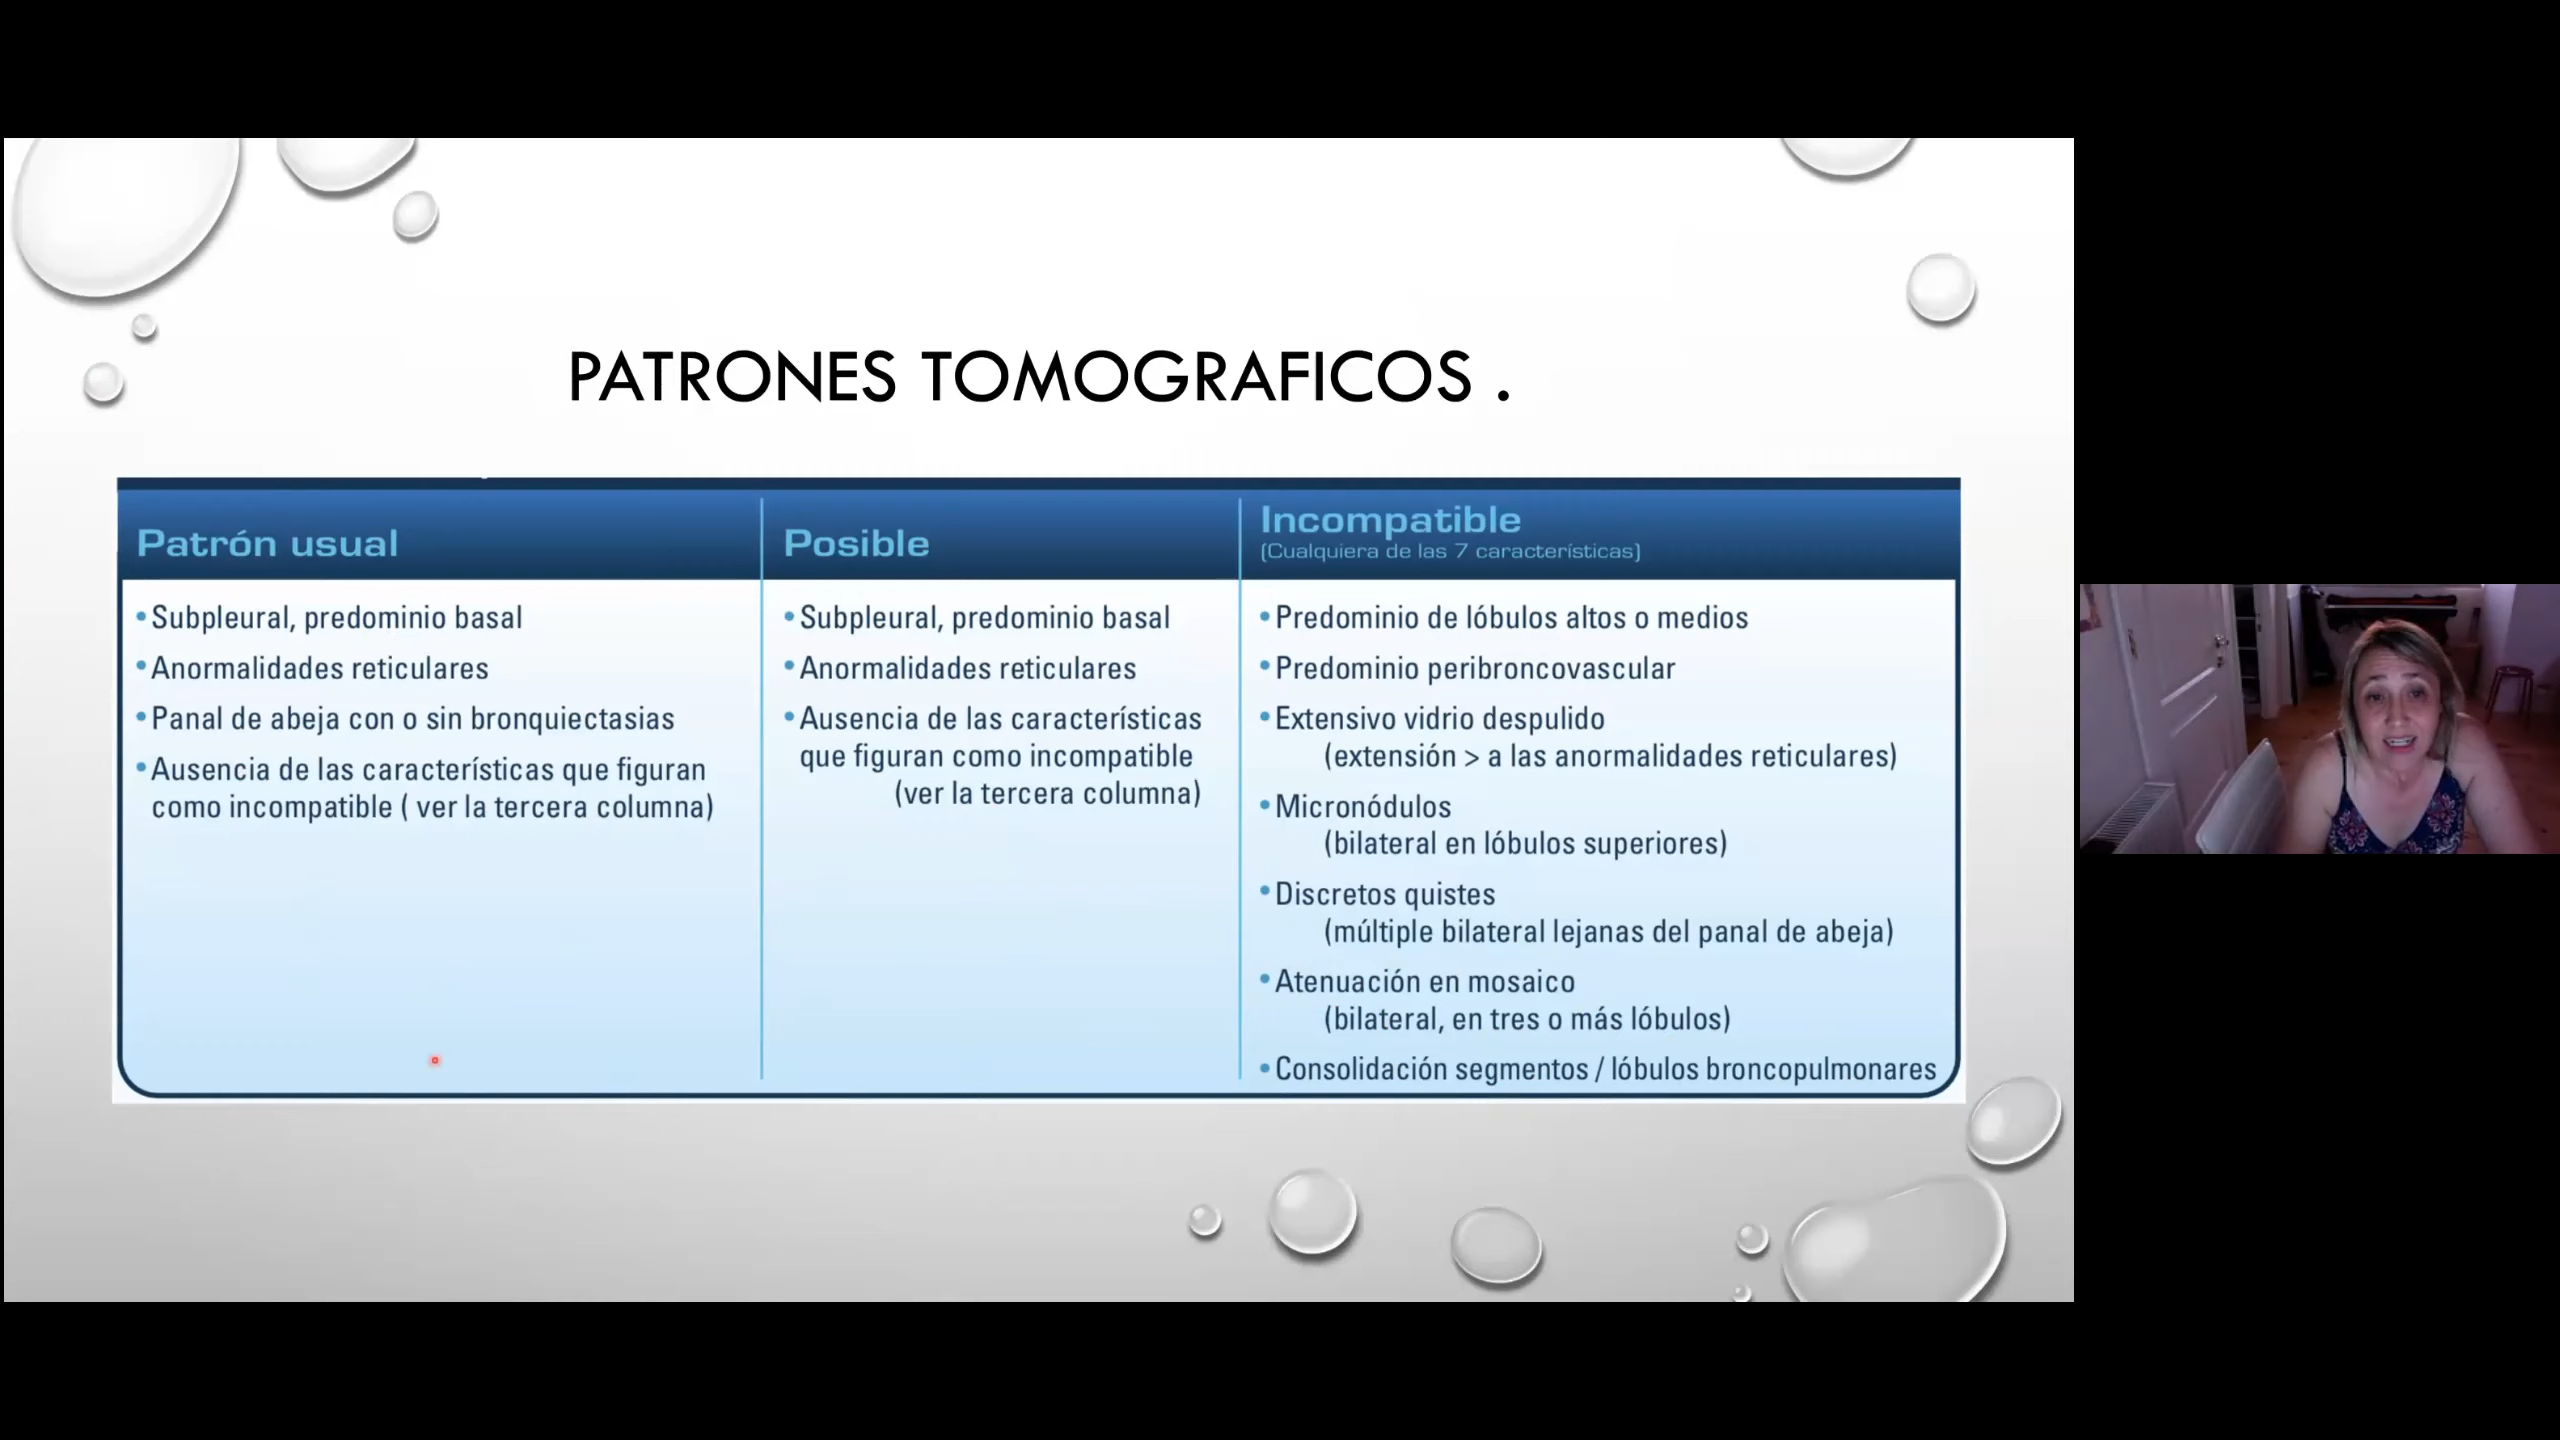 PATRONES TOMOGRAFICOS .
Patrón usual
• Subpleural, predominio basal
• Anormalidades reticulares
• Panal de abeja con o sin bronquiectasias
• Ausencia de las características que figuran
como incompatible ( ver la tercera columna)
Posible
• Subpleural, predominio basal
• Anormalidades reticulares
• Ausencia de las características
que figuran como incompatible
(ver la tercera columna)
Incompatible
(Cualquiera de las 7 características)
• Predominio de lóbulos altos o medios
• Predominio peribroncovascular
• Extensivo vidrio despulido
(extensión > a las anormalidades reticulares)
• Micronódulos
(bilateral en lóbulos superiores)
• Discretos quistes
(múltiple bilateral lejanas del panal de abeja)
• Atenuación en mosaico
(bilateral, en tres o más lóbulos)
• Consolidación segmentos / lóbulos broncopulmonares